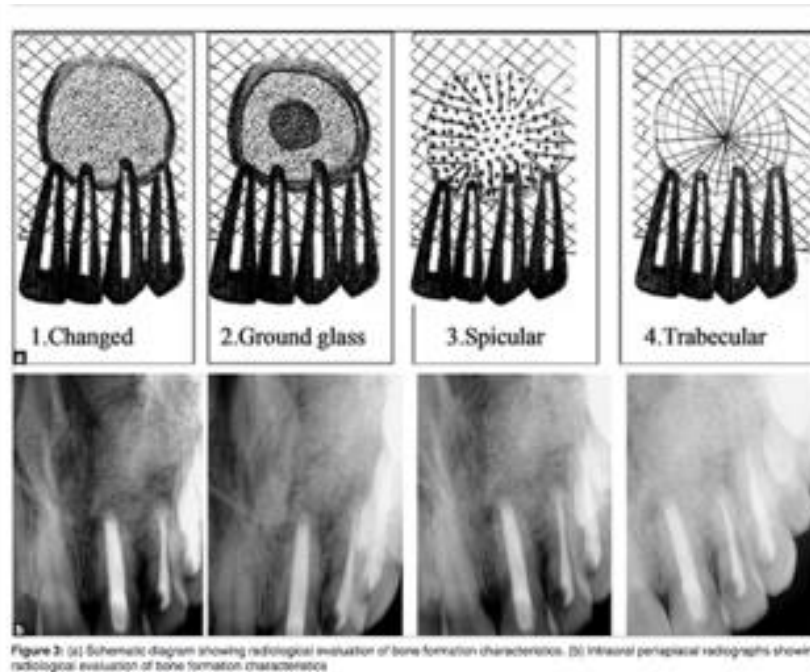 1.Changed
2.Ground glass
3.Spicular
4.Trabecular
a
b
Figure 3: (a) Schematic diagram showing radiological evaluation of bone formation characteristics. (b) Intraoral periapiacal radiographs showing
radiological evaluation of bone formation characteristics